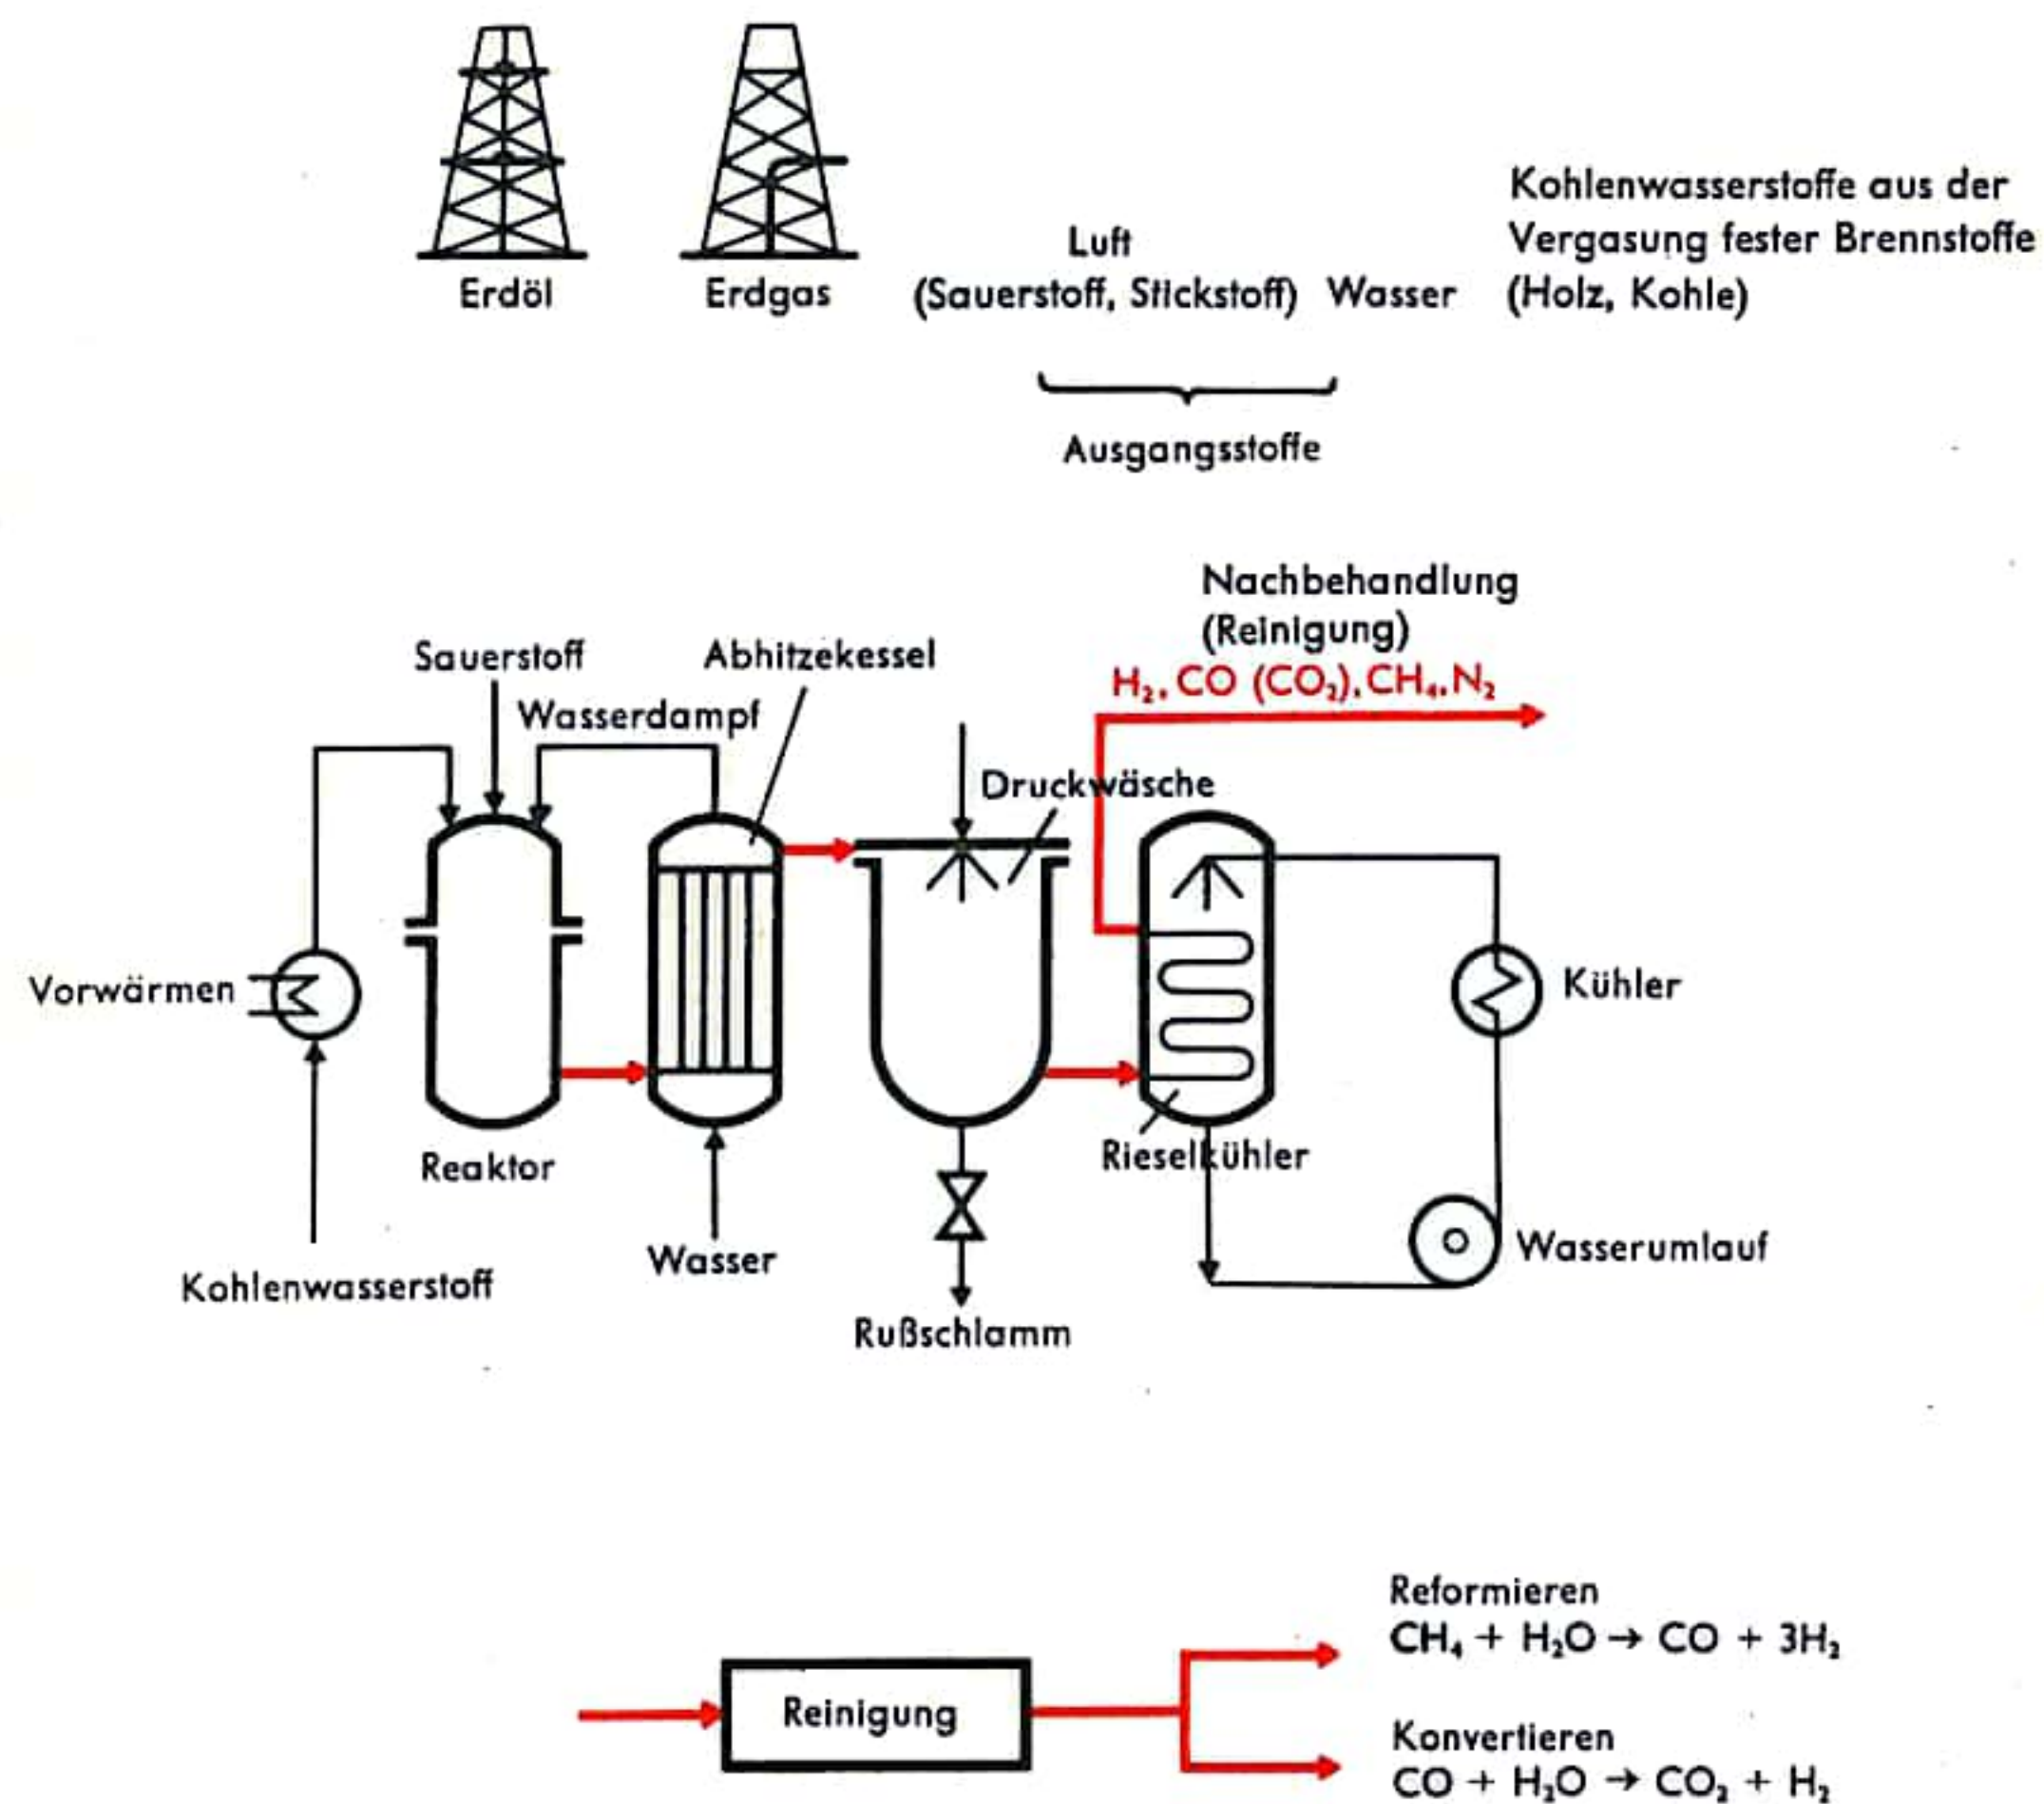 Erdöl
Erdgas
Luft
(Sauerstoff, Stickstoff)
Wasser
Kohlenwasserstoffe aus der
Vergasung fester Brennstoffe
(Holz, Kohle)
Ausgangsstoffe
Nachbehandlung
(Reinigung)
H₂, CO (CO₂), CH₄, N₂
Sauerstoff
Abhitzekessel
Wasserdampf
Druckwäsche
Vorwärmen
Kühler
Reaktor
Rieselkühler
Wasser
Wasserumlauf
Kohlenwasserstoff
Rußschlamm
Reformieren
CH₄ + H₂O → CO + 3H₂
Reinigung
Konvertieren
CO + H₂O → CO₂ + H₂